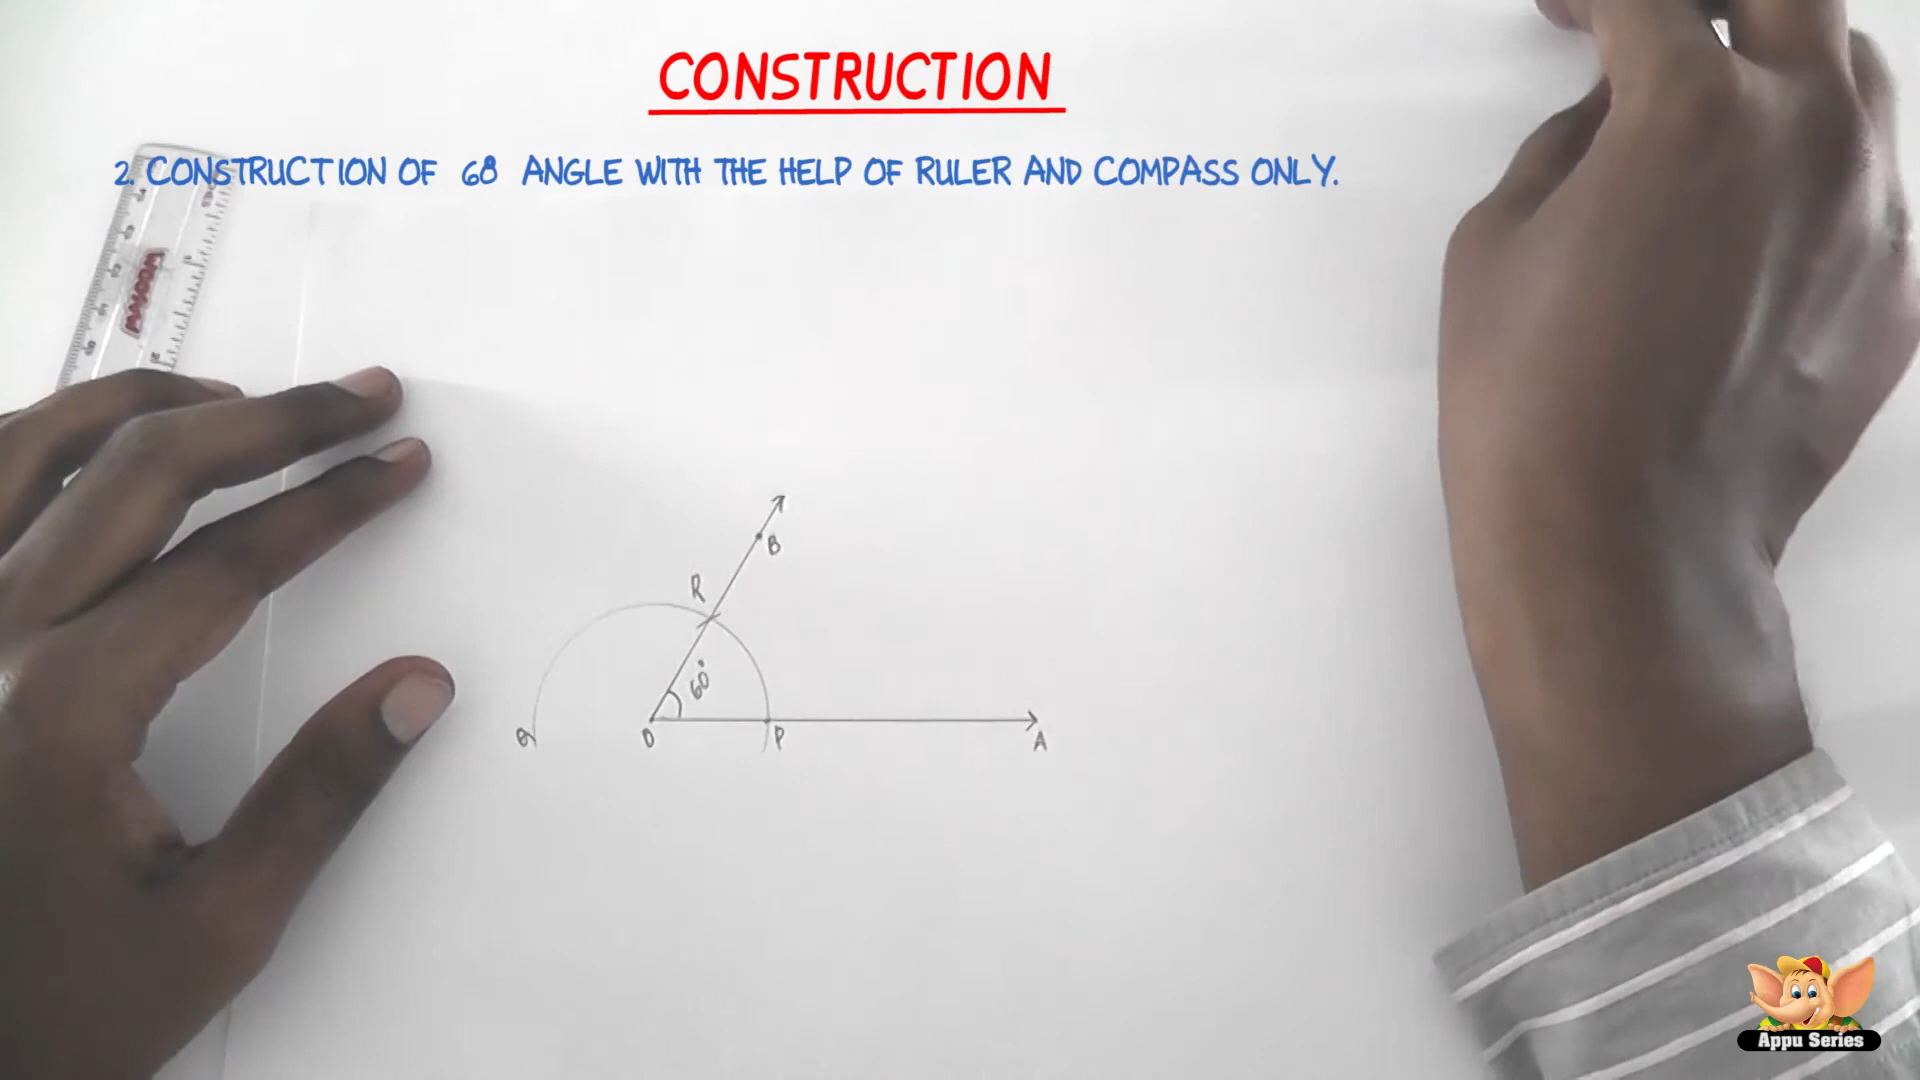 CONSTRUCTION
2. CONSTRUCTION OF 68 ANGLE WITH THE HELP OF RULER AND COMPASS ONLY.
B
R
60°
Q O P A
Appu Series